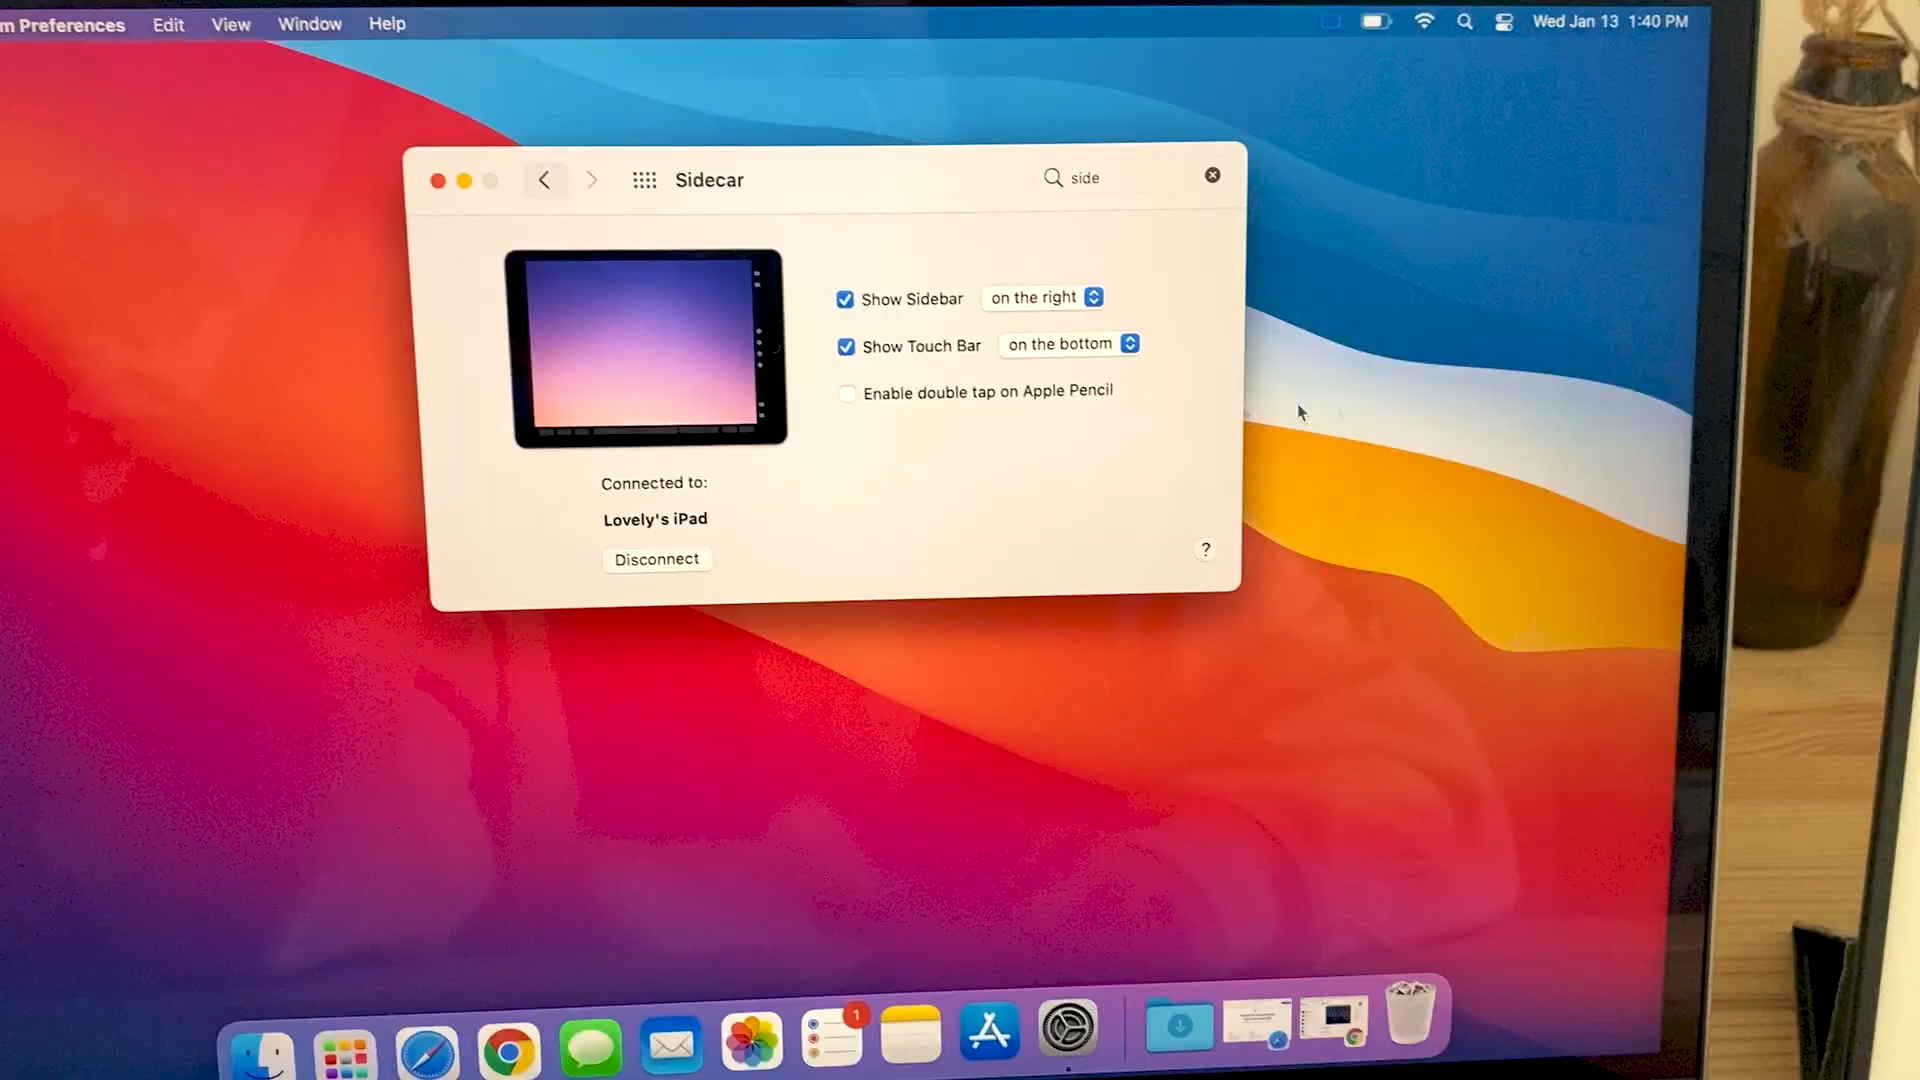 m Preferences Edit View Window Help Wed Jan 13 1:40 PM
Sidecar side
Show Sidebar on the right
Show Touch Bar on the bottom
Enable double tap on Apple Pencil
Connected to:
Lovely's iPad
Disconnect
?
1